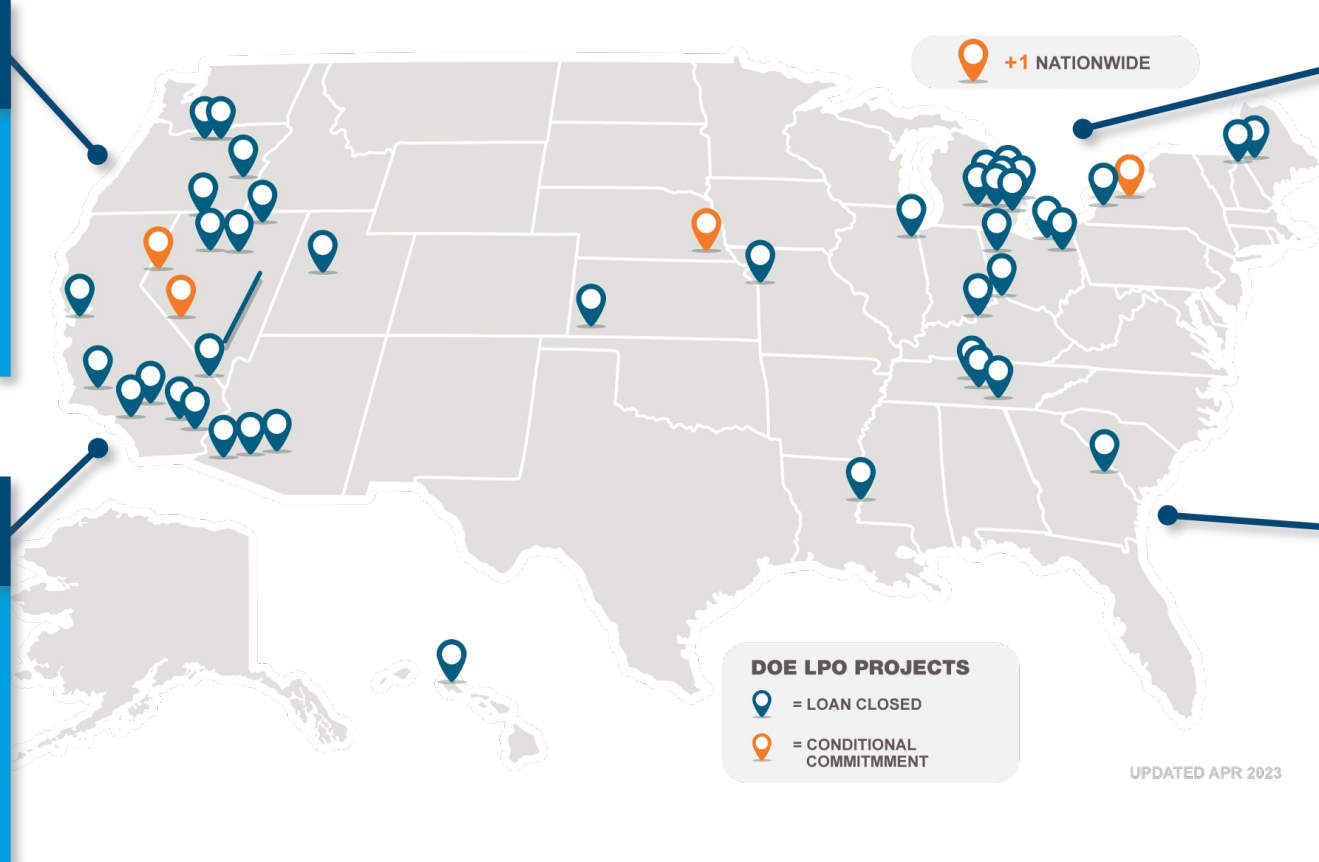 +1 NATIONWIDE
DOE LPO PROJECTS
= LOAN CLOSED
= CONDITIONAL
COMMITMMENT
UPDATED APR 2023